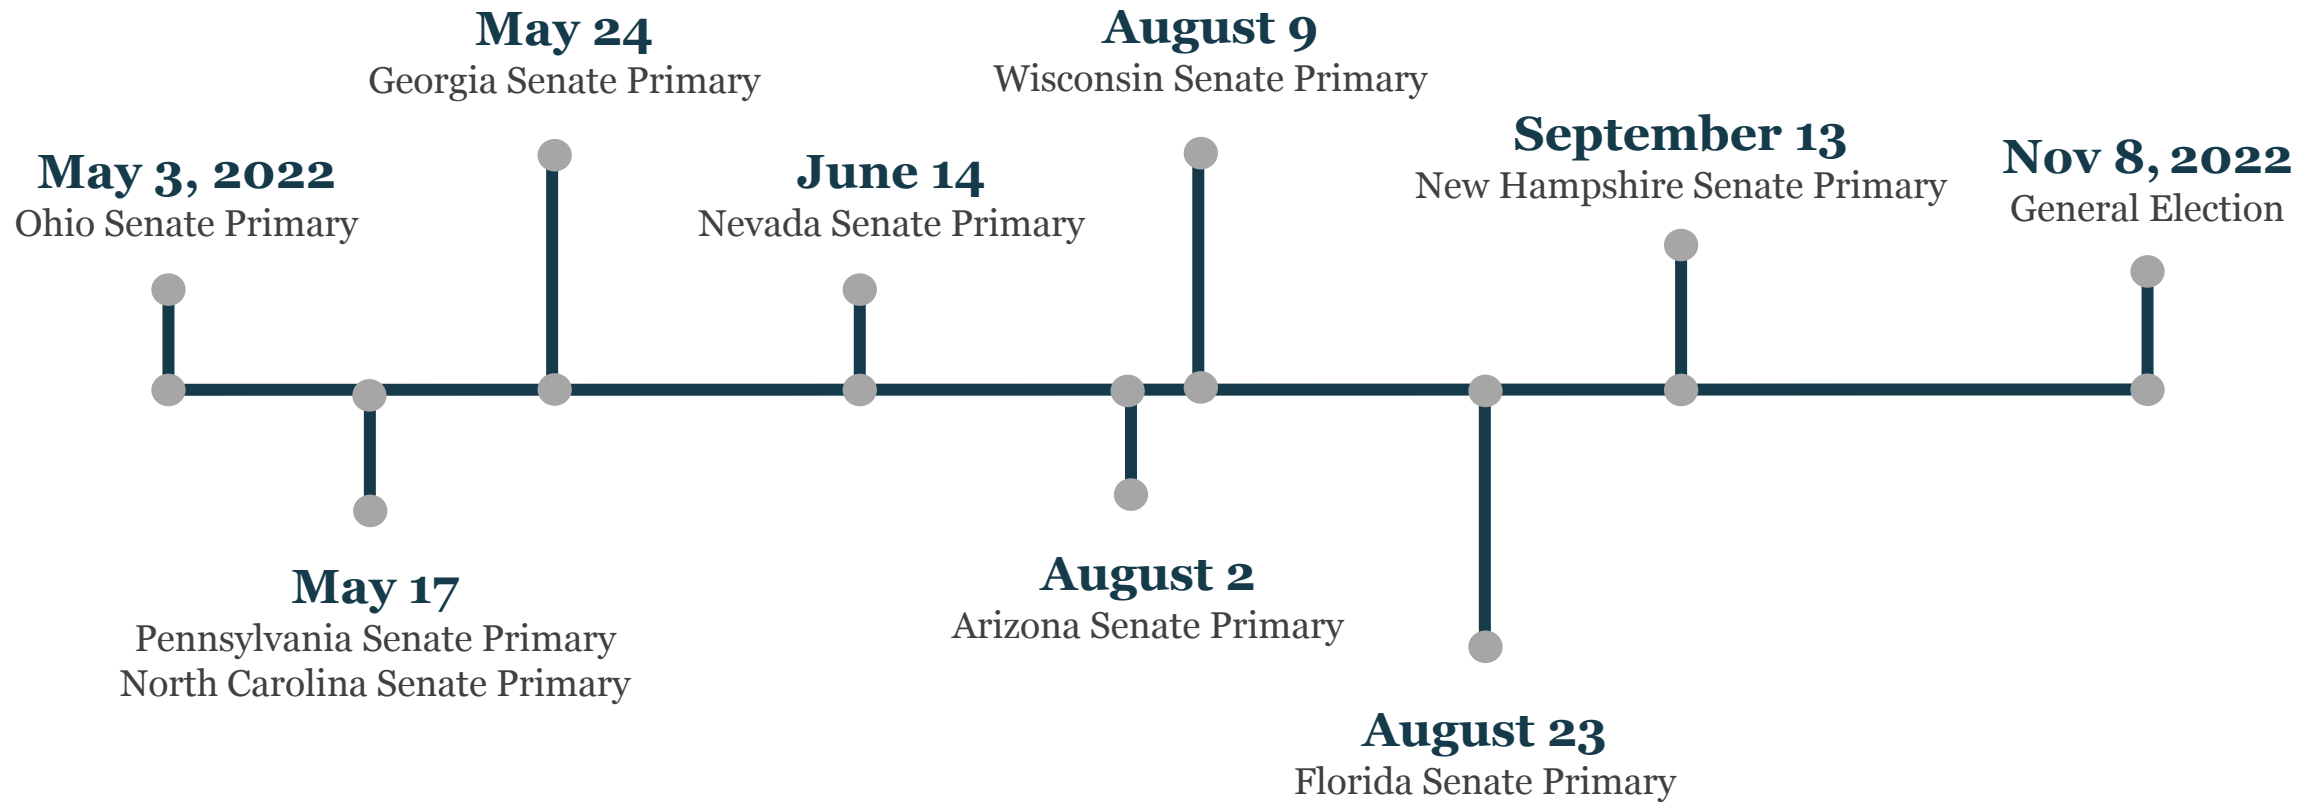 May 3, 2022
Ohio Senate Primary
May 17
Pennsylvania Senate Primary
North Carolina Senate Primary
May 24
Georgia Senate Primary
June 14
Nevada Senate Primary
August 2
Arizona Senate Primary
August 9
Wisconsin Senate Primary
August 23
Florida Senate Primary
September 13
New Hampshire Senate Primary
Nov 8, 2022
General Election